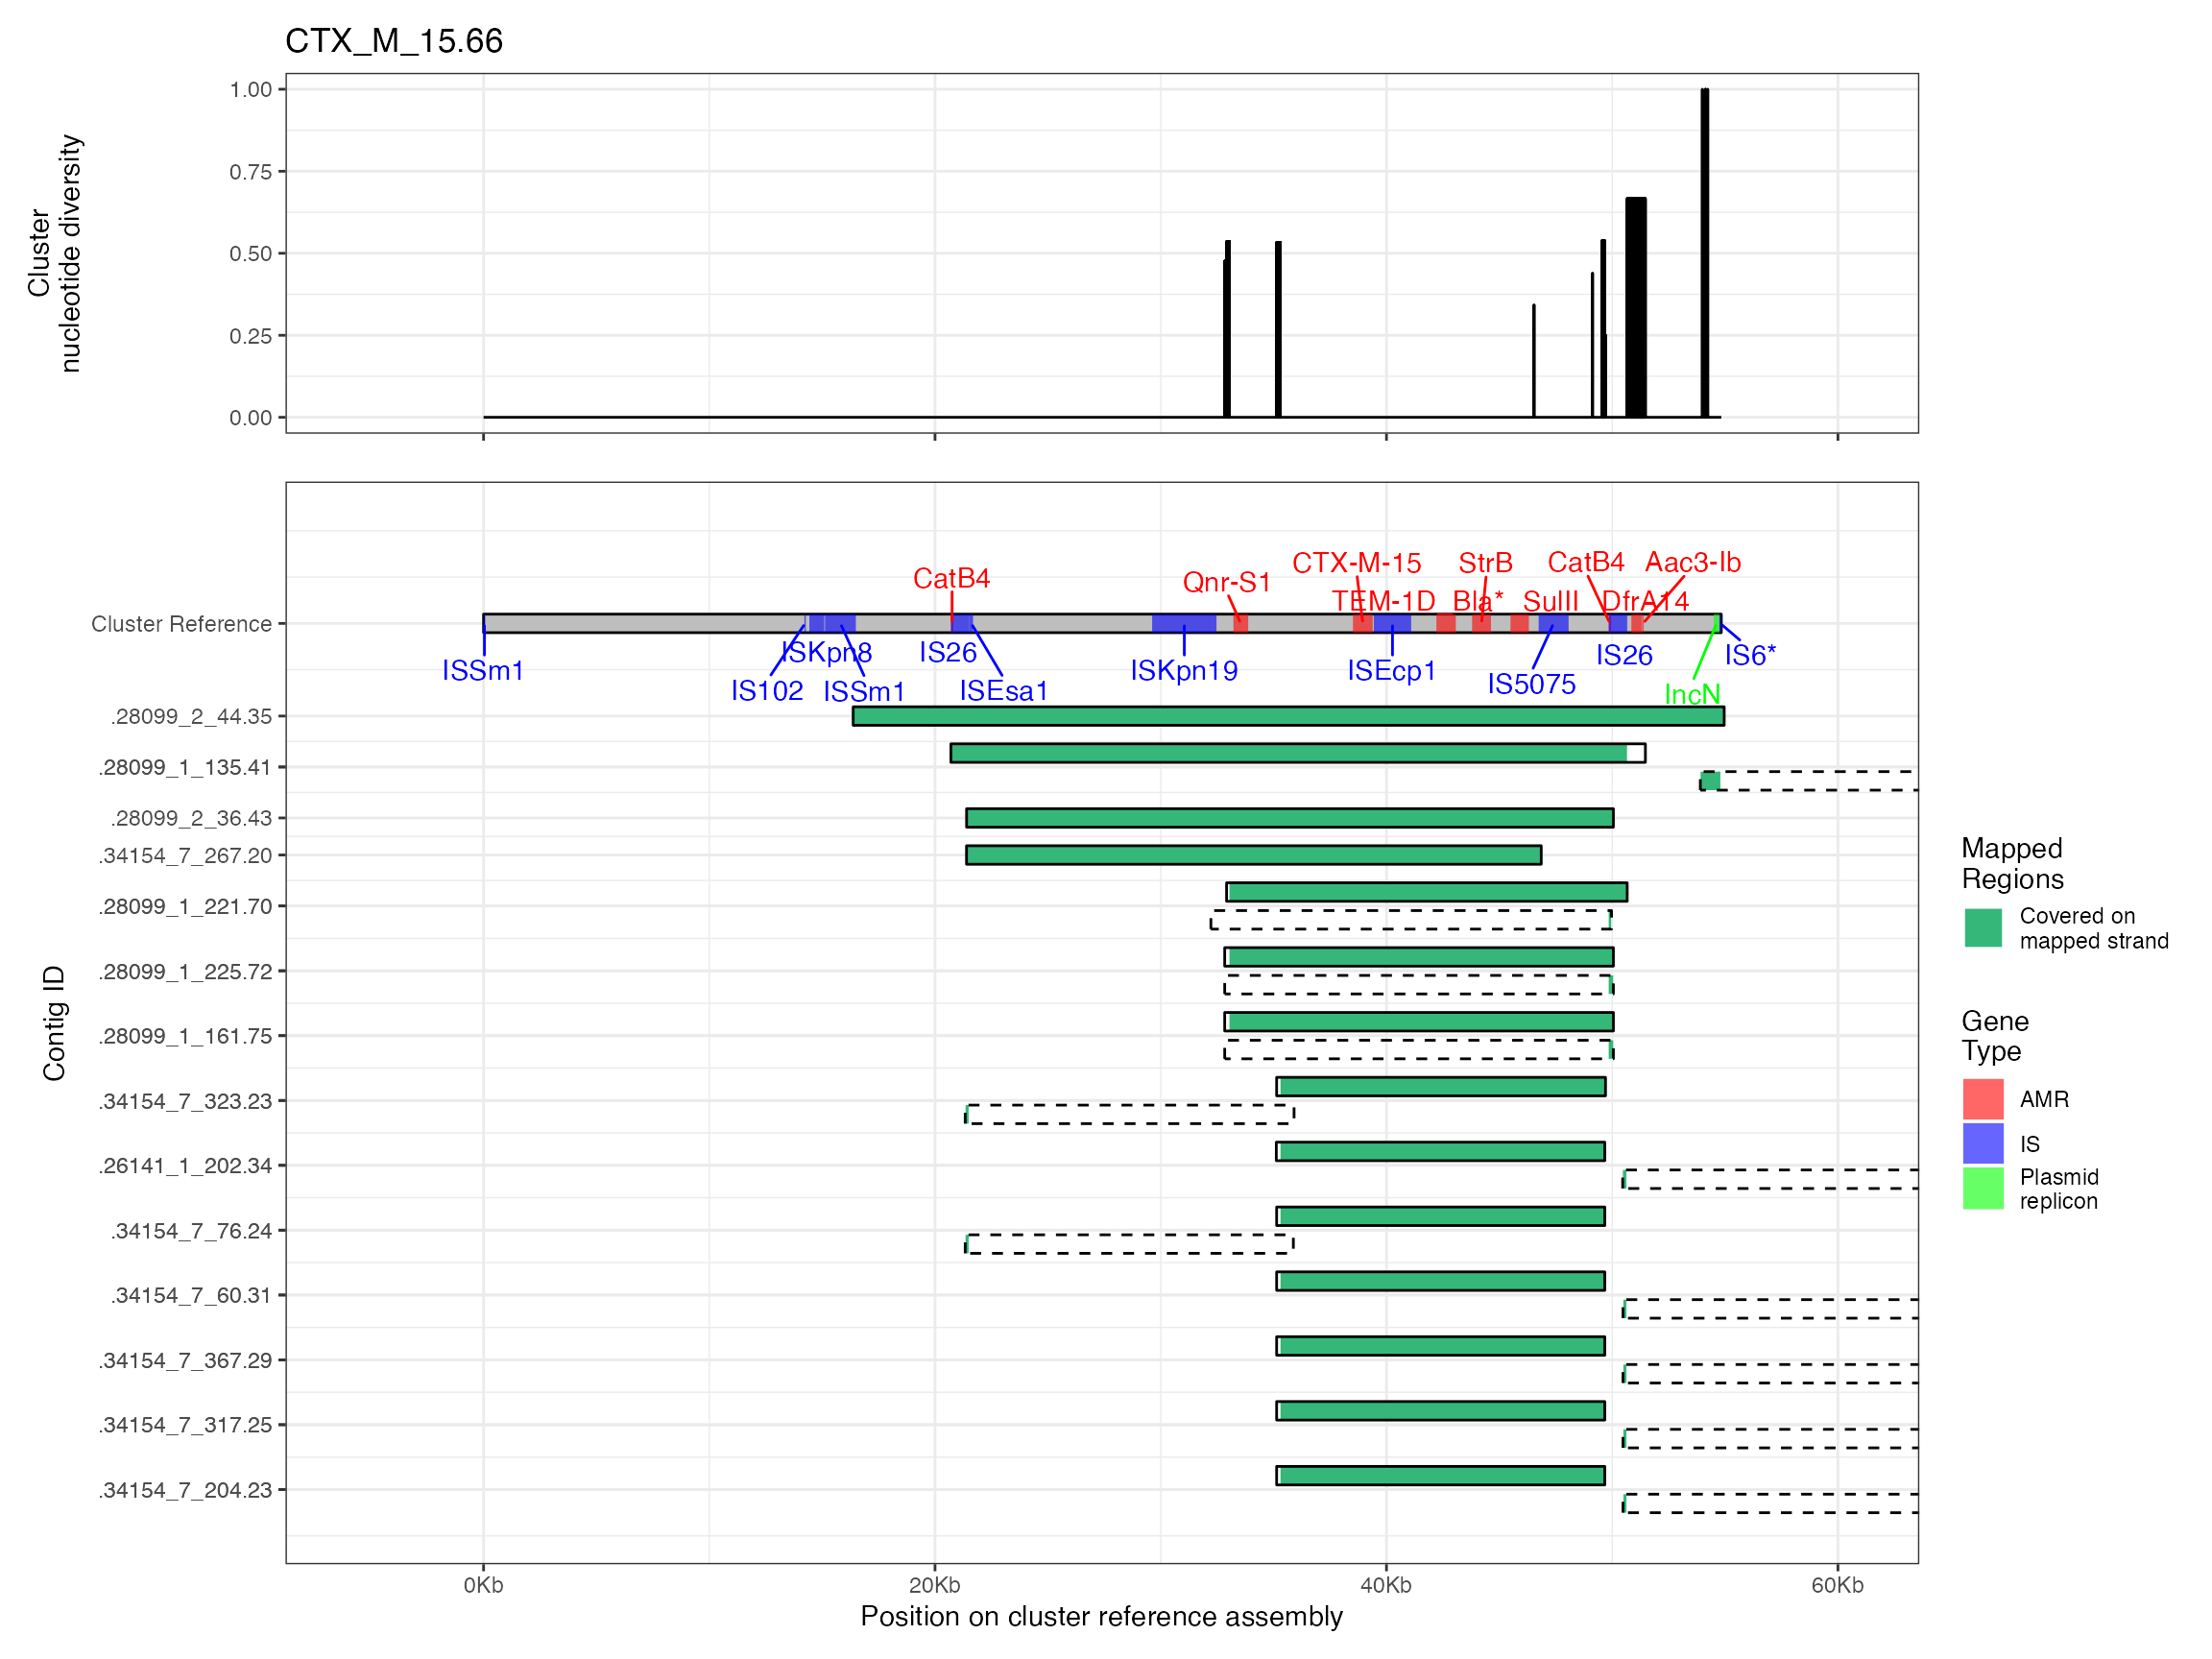 CTX_M_15.66
Cluster
nucleotide diversity
1.00
0.75
0.50
0.25
0.00
CTX-M-15
StrB
CatB4
Aac3-Ib
CatB4
Qnr-S1
TEM-1D
Bla*
SulII
DfrA14
Cluster Reference
ISSm1
IS102
ISKpn8
ISSm1
IS26
ISEsa1
ISKpn19
ISEcp1
IS5075
IS26
IS6*
IncN
Contig ID
.28099_2_44.35
.28099_1_135.41
.28099_2_36.43
.34154_7_267.20
.28099_1_221.70
.28099_1_225.72
.28099_1_161.75
.34154_7_323.23
.26141_1_202.34
.34154_7_76.24
.34154_7_60.31
.34154_7_367.29
.34154_7_317.25
.34154_7_204.23
0Kb
20Kb
40Kb
60Kb
Position on cluster reference assembly
Mapped
Regions
Covered on
mapped strand
Gene
Type
AMR
IS
Plasmid
replicon